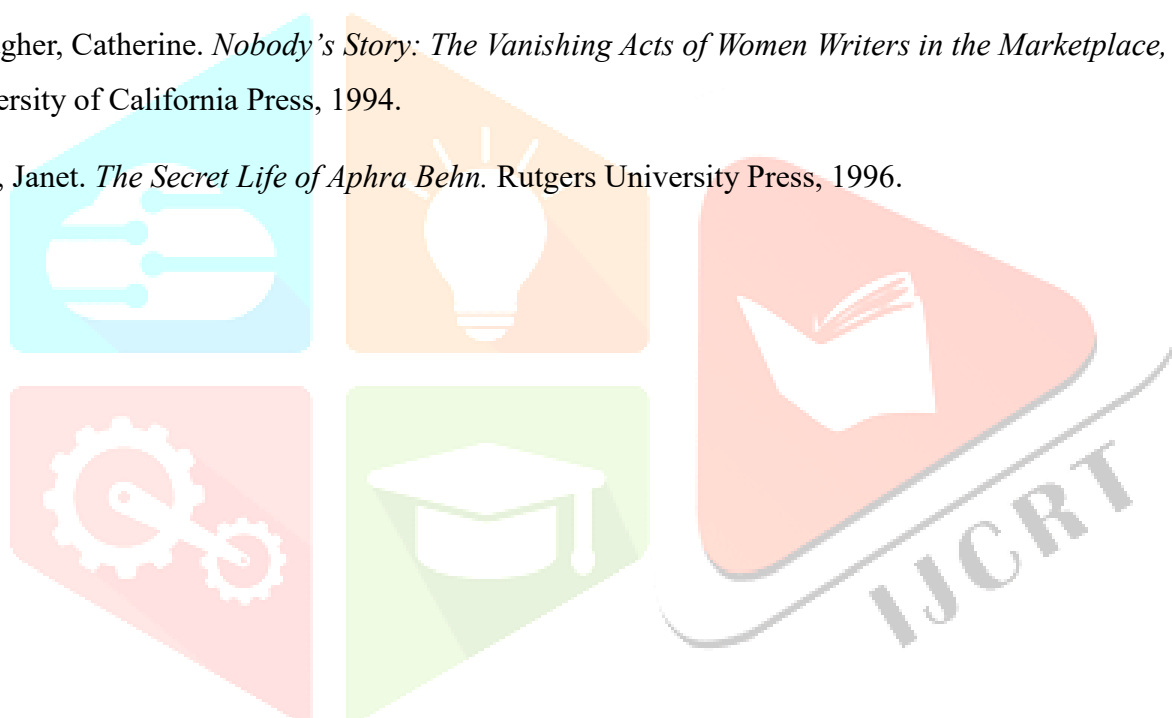 gher, Catherine. Nobody’s Story: The Vanishing Acts of Women Writers in the Marketplace,
ersity of California Press, 1994.
, Janet. The Secret Life of Aphra Behn. Rutgers University Press, 1996.
IJCRT